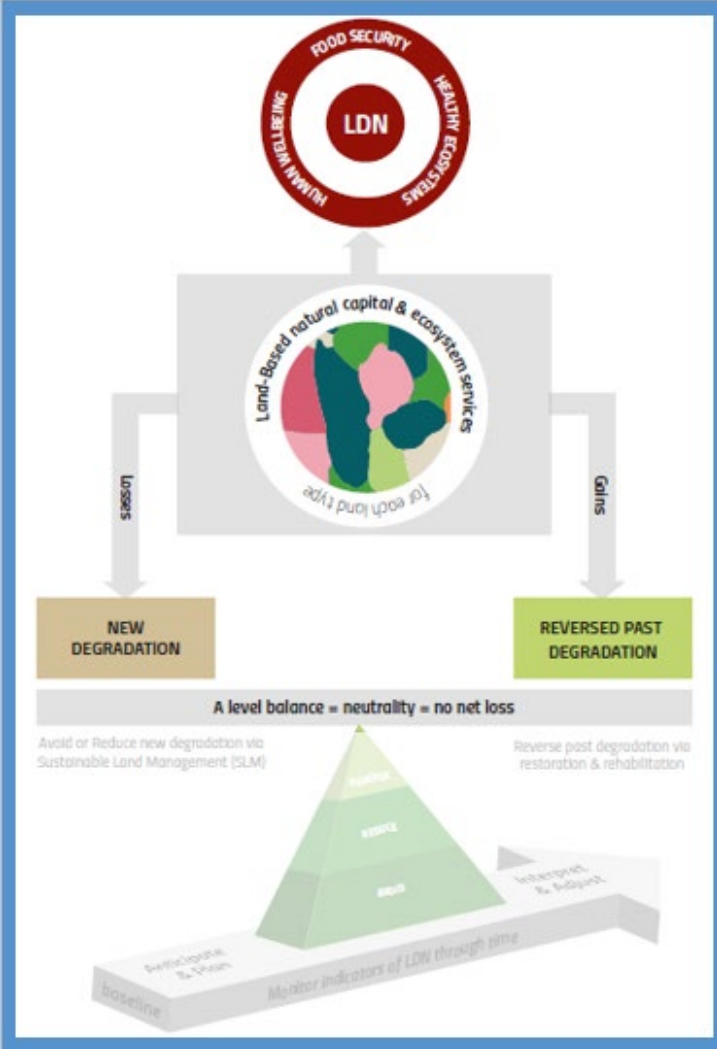 FOOD SECURITY
HUMAN WELLBEING
HEALTHY ECOSYSTEMS
LDN
Land-Based natural capital & ecosystem services
for each land type
Losses
Gains
NEW
DEGRADATION
REVERSED PAST
DEGRADATION
A level balance = neutrality = no net loss
Avoid or Reduce new degradation via
Sustainable Land Management (SLM)
Reverse past degradation via
restoration & rehabilitation
Interpret
& Adjust
Anticipate
& Plan
Monitor indicators of LDN through time
baseline